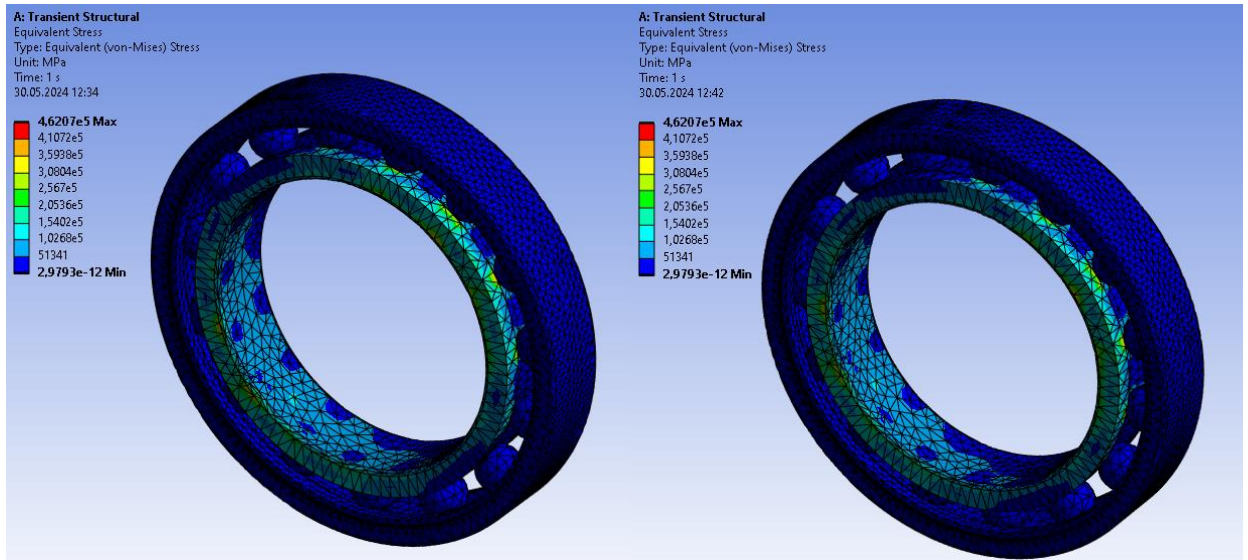 A: Transient Structural
Equivalent Stress
Type: Equivalent (von-Mises) Stress
Unit: MPa
Time: 1 s
30.05.2024 12:34
4,6207e5 Max
4,1072e5
3,5938e5
3,0804e5
2,567e5
2,0536e5
1,5402e5
1,0268e5
51341
2,9793e-12 Min
A: Transient Structural
Equivalent Stress
Type: Equivalent (von-Mises) Stress
Unit: MPa
Time: 1 s
30.05.2024 12:42
4,6207e5 Max
4,1072e5
3,5938e5
3,0804e5
2,567e5
2,0536e5
1,5402e5
1,0268e5
51341
2,9793e-12 Min